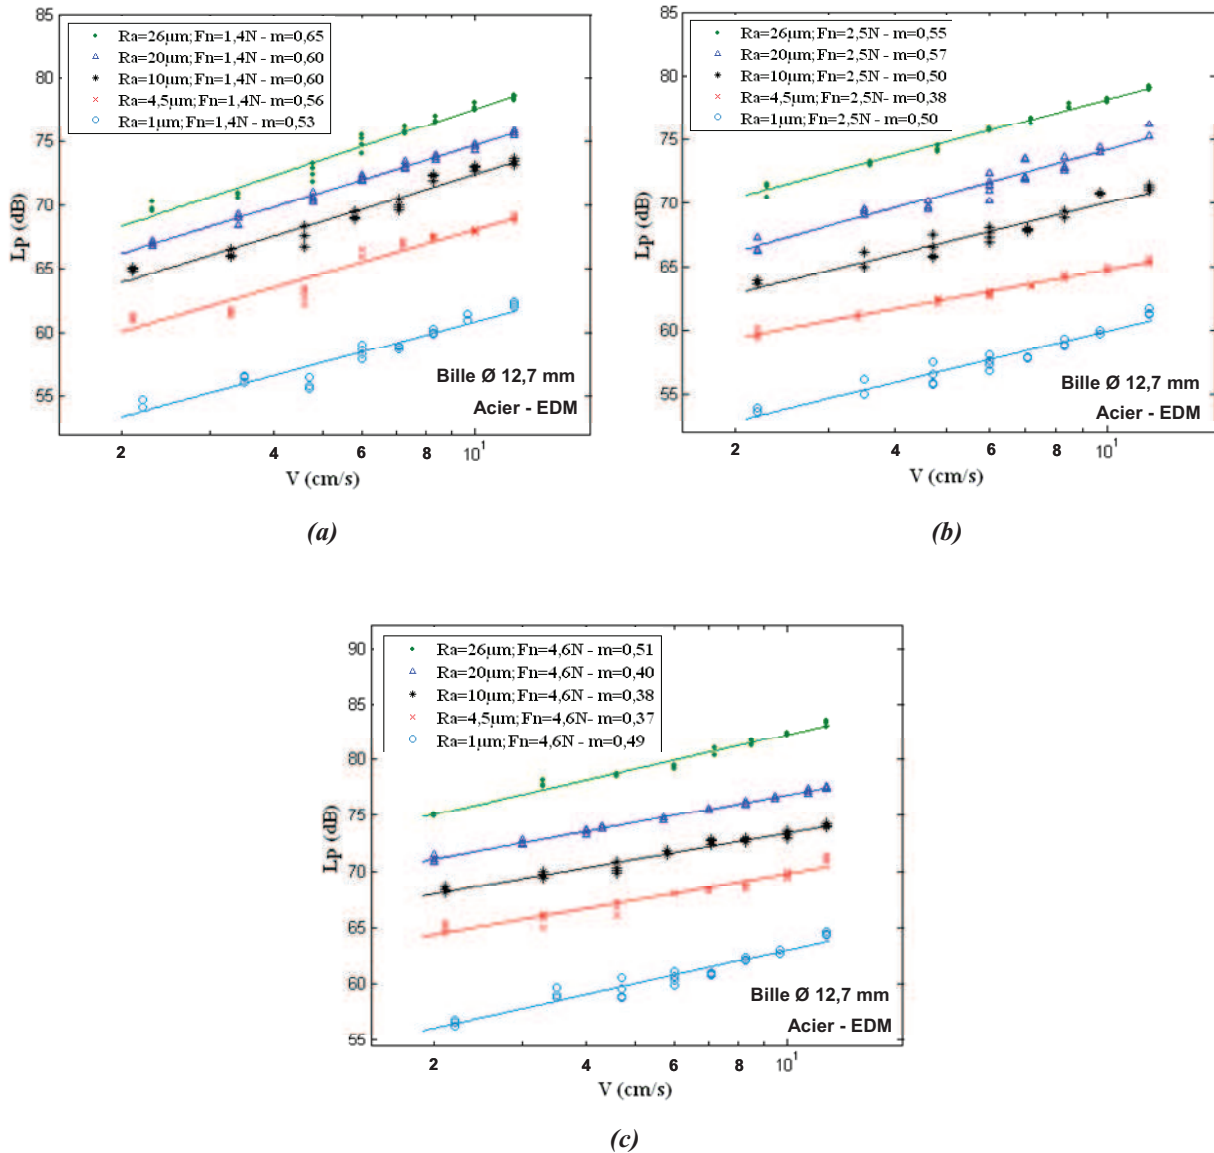 Ra=26µm;Fn=1,4N - m=0,65
Ra=20µm;Fn=1,4N - m=0,60
Ra=10µm;Fn=1,4N - m=0,60
Ra=4,5µm;Fn=1,4N- m=0,56
Ra=1µm;Fn=1,4N- m=0,53
85
80
75
70
65
60
55
Lp (dB)
Bille Ø 12,7 mm
Acier - EDM
2
4
6
8
10¹
V (cm/s)
(a)
Ra=26µm;Fn=2,5N - m=0,55
Ra=20µm;Fn=2,5N - m=0,57
Ra=10µm;Fn=2,5N - m=0,50
Ra=4,5µm;Fn=2,5N - m=0,38
Ra=1µm;Fn=2,5N - m=0,50
85
80
75
70
65
60
55
Lp (dB)
Bille Ø 12,7 mm
Acier - EDM
2
4
6
8
10¹
V (cm/s)
(b)
Ra=26µm;Fn=4,6N - m=0,51
Ra=20µm;Fn=4,6N - m=0,40
Ra=10µm;Fn=4,6N - m=0,38
Ra=4,5µm;Fn=4,6N- m=0,37
Ra=1µm;Fn=4,6N - m=0,49
90
85
80
75
70
65
60
55
Lp (dB)
Bille Ø 12,7 mm
Acier - EDM
2
4
6
8
10¹
V (cm/s)
(c)